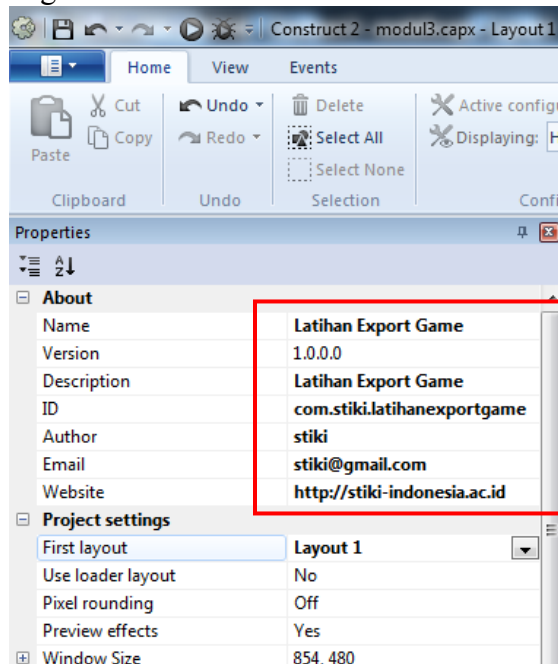 Construct 2 - modul3.capx - Layout 1
Home View Events
Cut Undo Delete Active config
Copy Redo Select All Displaying: H
Paste Select None
Clipboard Undo Selection Confi
Properties
About
Name Latihan Export Game
Version 1.0.0.0
Description Latihan Export Game
ID com.stiki.latihanexportgame
Author stiki
Email stiki@gmail.com
Website http://stiki-indonesia.ac.id
Project settings
First layout Layout 1
Use loader layout No
Pixel rounding Off
Preview effects Yes
Window Size 854, 480